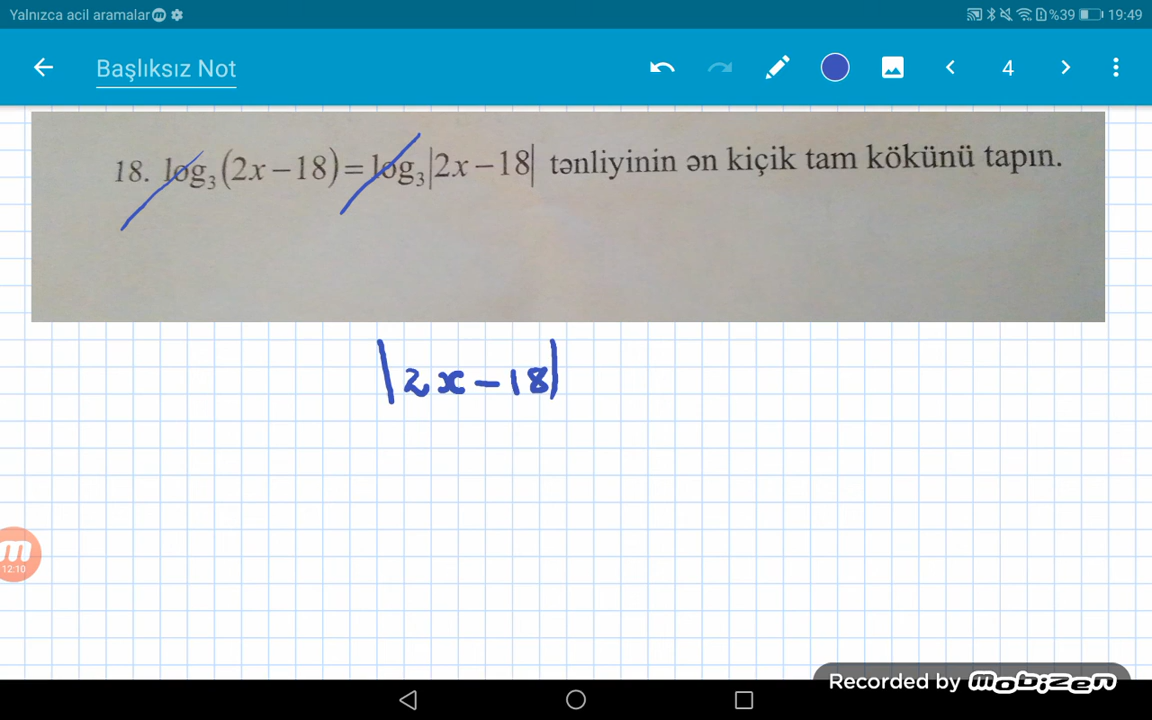 Yalnızca acil aramalar %39 19:49
Başlıksız Not 4
18. log₃(2x−18)=log₃|2x−18| tənliyinin ən kiçik tam kökünü tapın.
|2x−18|
12:10
Recorded by mobizen